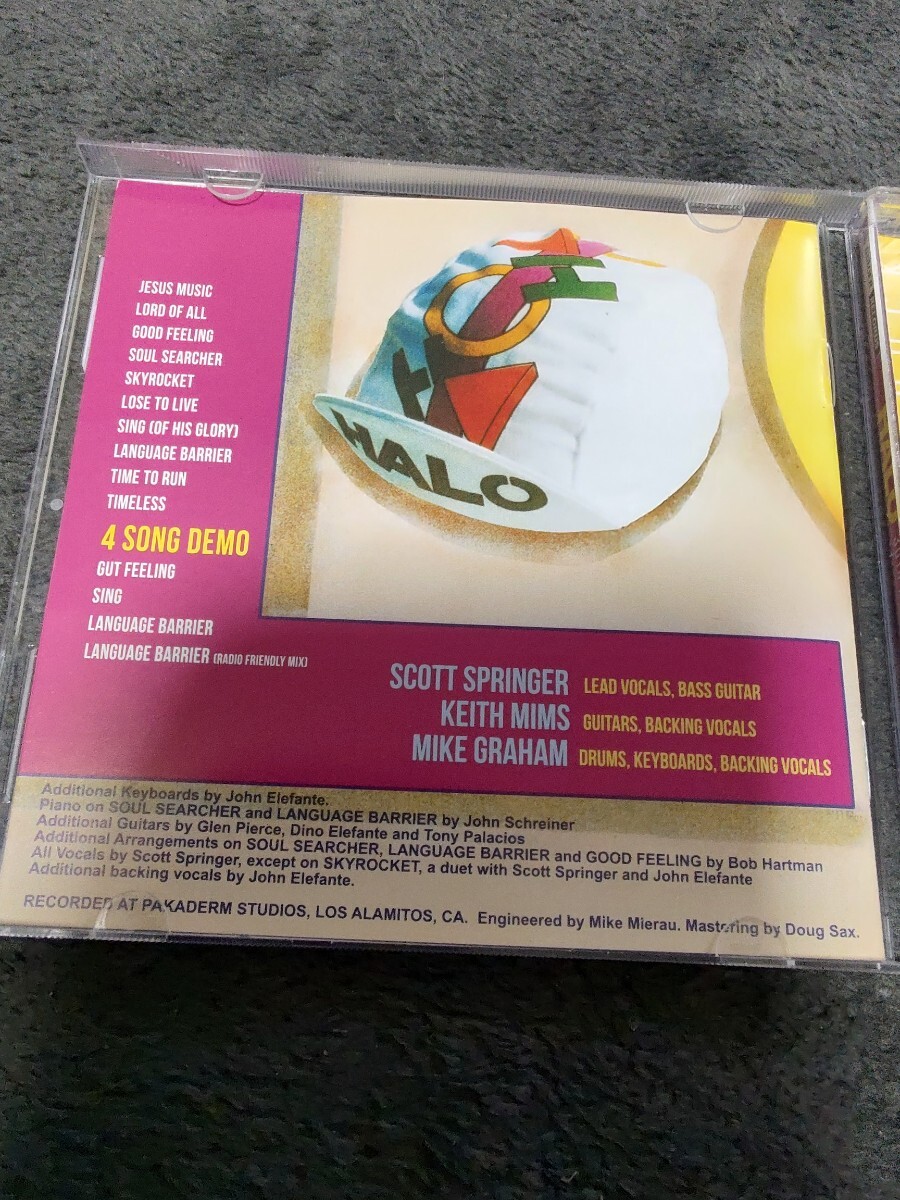 JESUS MUSIC
LORD OF ALL
GOOD FEELING
SOUL SEARCHER
SKYROCKET
LOSE TO LIVE
SING (OF HIS GLORY)
LANGUAGE BARRIER
TIME TO RUN
TIMELESS
4 SONG DEMO
GUT FEELING
SING
LANGUAGE BARRIER
LANGUAGE BARRIER (RADIO FRIENDLY MIX)
HALO
SCOTT SPRINGER LEAD VOCALS, BASS GUITAR
KEITH MIMS GUITARS, BACKING VOCALS
MIKE GRAHAM DRUMS, KEYBOARDS, BACKING VOCALS
Additional Keyboards by John Elefante.
Piano on SOUL SEARCHER and LANGUAGE BARRIER by John Schreiner
Additional Guitars by Glen Pierce, Dino Elefante and Tony Palacios
Additional Arrangements on SOUL SEARCHER, LANGUAGE BARRIER and GOOD FEELING by Bob Hartman
All Vocals by Scott Springer, except on SKYROCKET, a duet with Scott Springer and John Elefante
Additional backing vocals by John Elefante.
RECORDED AT PAKADERM STUDIOS, LOS ALAMITOS, CA. Engineered by Mike Mierau. Mastering by Doug Sax.